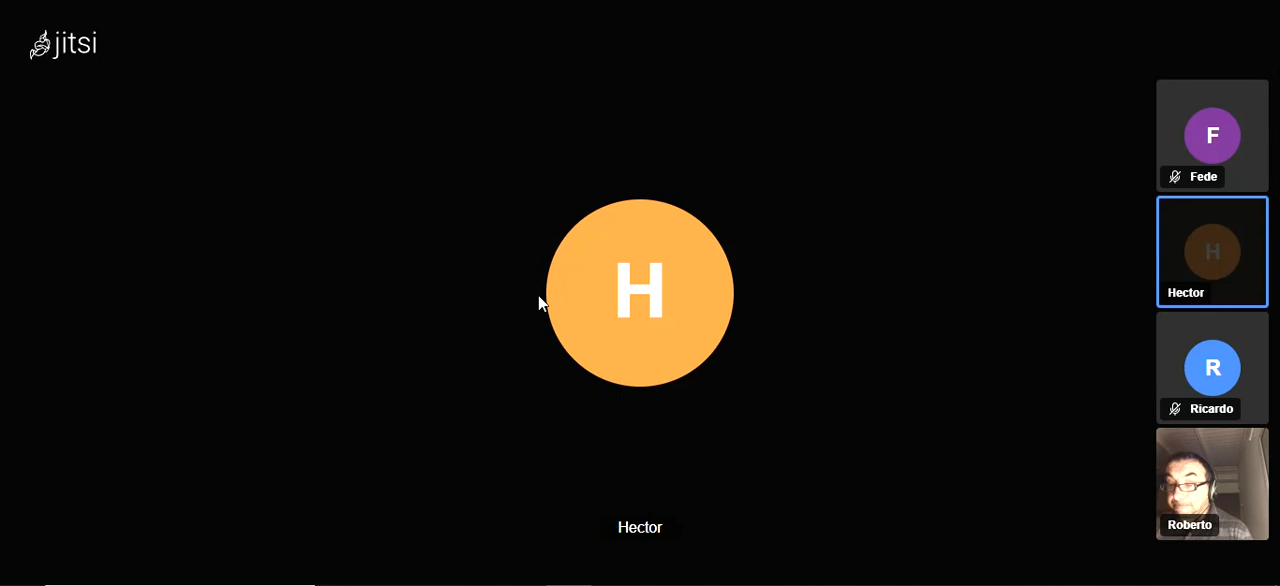 jitsi
H
Hector
F
Fede
H
Hector
R
Ricardo
Roberto